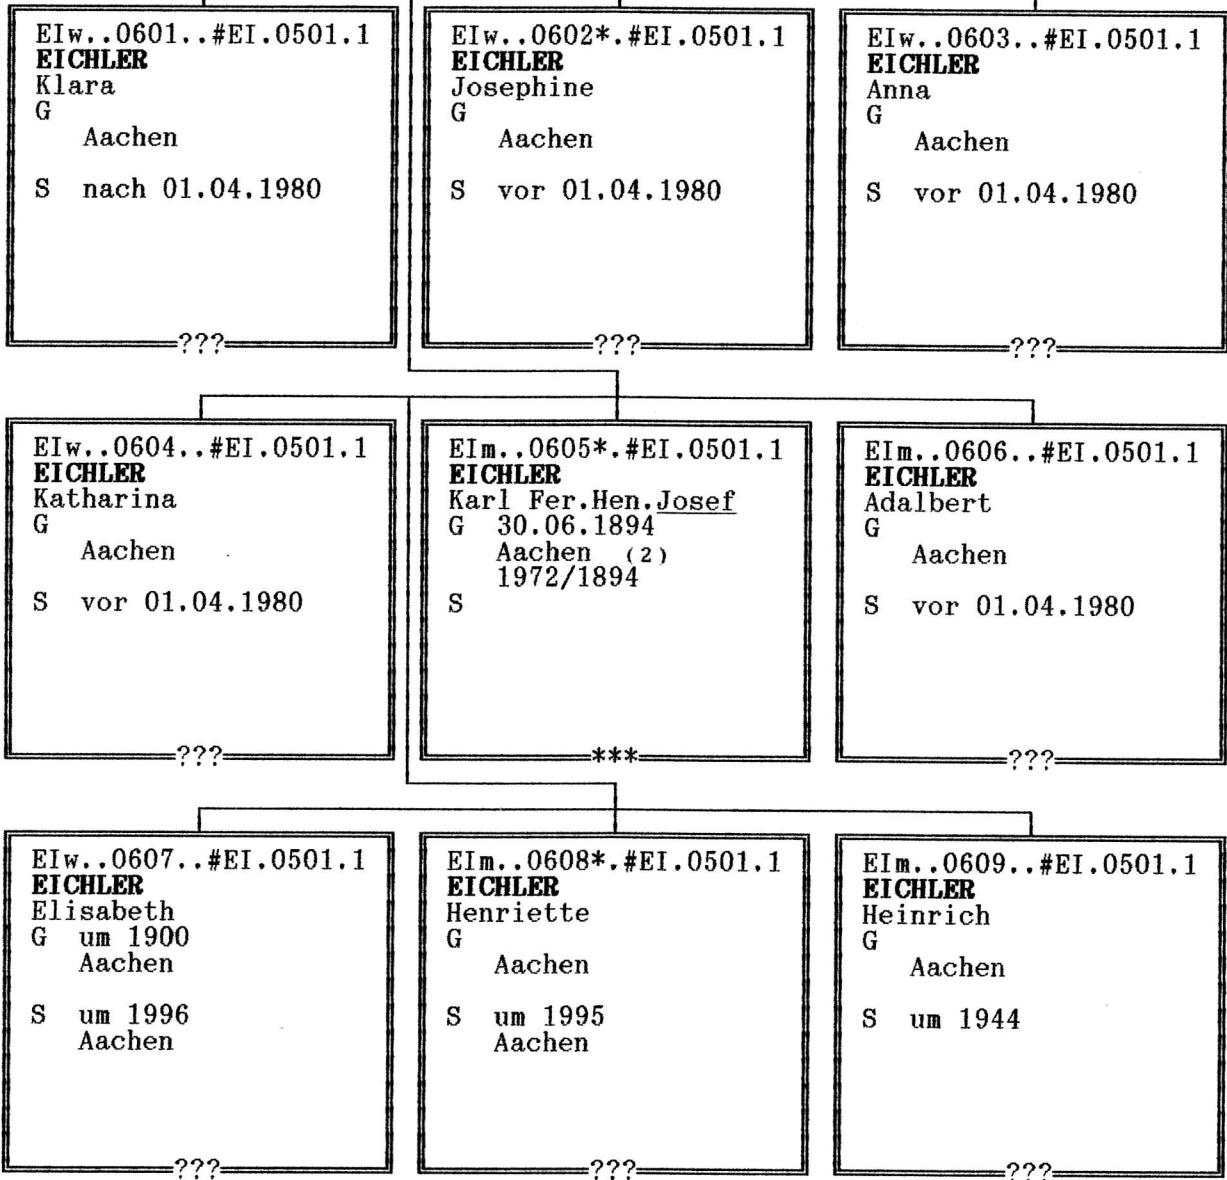 EIw..0601..#EI.0501.1
EICHLER
Klara
G
Aachen
S nach 01.04.1980
???
EIw..0602*.#EI.0501.1
EICHLER
Josephine
G
Aachen
S vor 01.04.1980
???
EIw..0603..#EI.0501.1
EICHLER
Anna
G
Aachen
S vor 01.04.1980
???
EIw..0604..#EI.0501.1
EICHLER
Katharina
G
Aachen
S vor 01.04.1980
???
EIm..0605*.#EI.0501.1
EICHLER
Karl Fer.Hen.Josef
G 30.06.1894
Aachen (2)
1972/1894
S
***
EIm..0606..#EI.0501.1
EICHLER
Adalbert
G
Aachen
S vor 01.04.1980
???
EIw..0607..#EI.0501.1
EICHLER
Elisabeth
G um 1900
Aachen
S um 1996
Aachen
???
EIm..0608*.#EI.0501.1
EICHLER
Henriette
G
Aachen
S um 1995
Aachen
???
EIm..0609..#EI.0501.1
EICHLER
Heinrich
G
Aachen
S um 1944
???